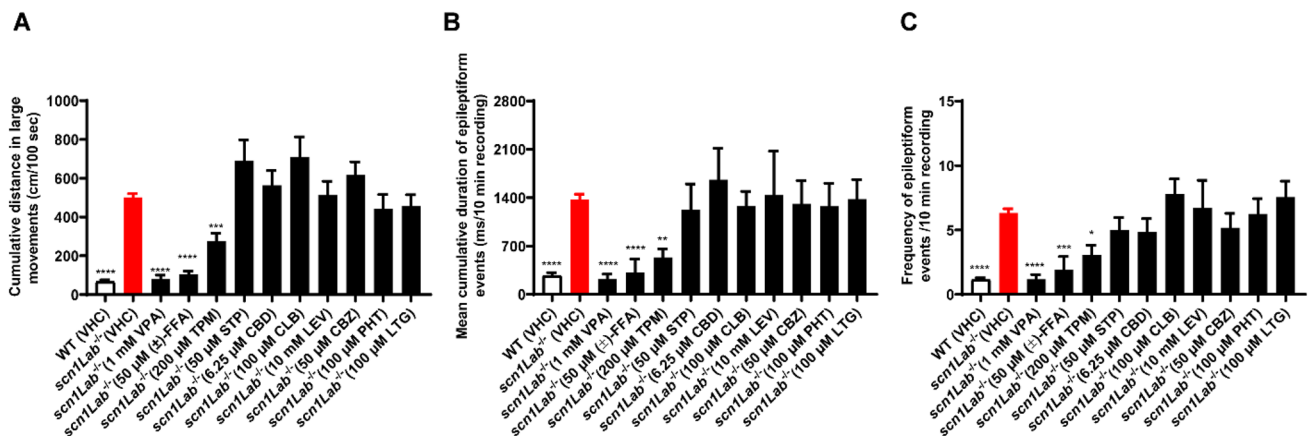 A
B
C
Cumulative distance in large
movements (cm/100 sec)
1000
800
600
400
200
0
****
****
****
***
WT (VHC)
scn1Lab-/-(VHC)
scn1Lab-/-(1 mM VPA)
scn1Lab-/-(50 µM (±)-FFA)
scn1Lab-/-(200 µM TPM)
scn1Lab-/-(50 µM STP)
scn1Lab-/-(6.25 µM CBD)
scn1Lab-/-(100 µM CLB)
scn1Lab-/-(10 mM LEV)
scn1Lab-/-(50 µM CBZ)
scn1Lab-/-(100 µM PHT)
scn1Lab-/-(100 µM LTG)
Mean cumulative duration of epileptiform
events (ms/10 min recording)
2800
2100
1400
700
0
****
****
****
**
WT (VHC)
scn1Lab-/-(VHC)
scn1Lab-/-(1 mM VPA)
scn1Lab-/-(50 µM (±)-FFA)
scn1Lab-/-(200 µM TPM)
scn1Lab-/-(50 µM STP)
scn1Lab-/-(6.25 µM CBD)
scn1Lab-/-(100 µM CLB)
scn1Lab-/-(10 mM LEV)
scn1Lab-/-(50 µM CBZ)
scn1Lab-/-(100 µM PHT)
scn1Lab-/-(100 µM LTG)
Frequency of epileptiform
events /10 min recording
15
10
5
0
****
****
***
*
WT (VHC)
scn1Lab-/-(VHC)
scn1Lab-/-(1 mM VPA)
scn1Lab-/-(50 µM (±)-FFA)
scn1Lab-/-(200 µM TPM)
scn1Lab-/-(50 µM STP)
scn1Lab-/-(6.25 µM CBD)
scn1Lab-/-(100 µM CLB)
scn1Lab-/-(10 mM LEV)
scn1Lab-/-(50 µM CBZ)
scn1Lab-/-(100 µM PHT)
scn1Lab-/-(100 µM LTG)